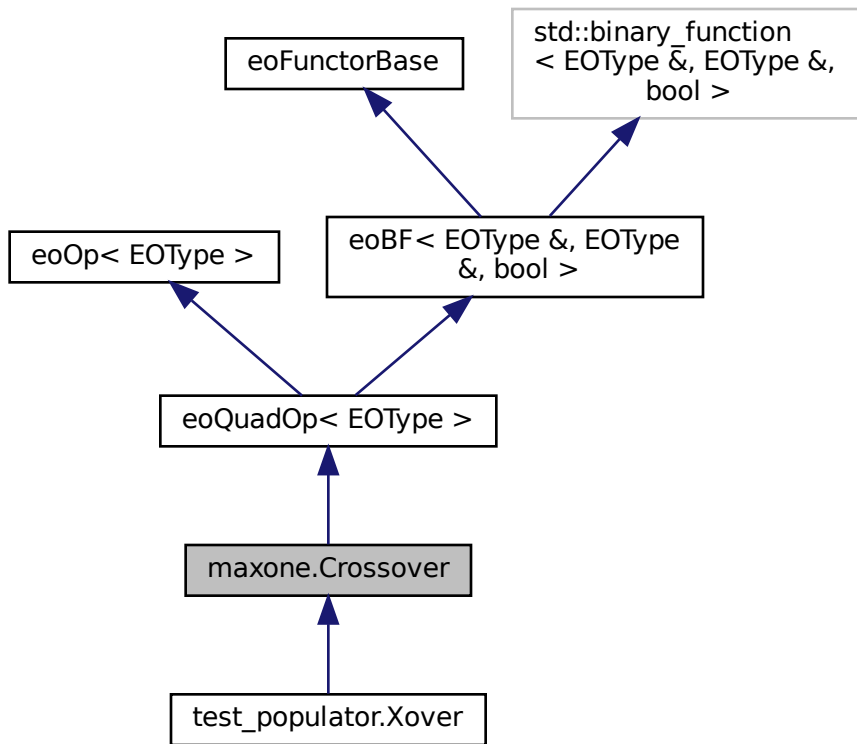 std::binary_function
< EOType &, EOType &,
bool >
eoFunctorBase
eoOp< EOType >
eoBF< EOType &, EOType
&, bool >
eoQuadOp< EOType >
maxone.Crossover
test_populator.Xover